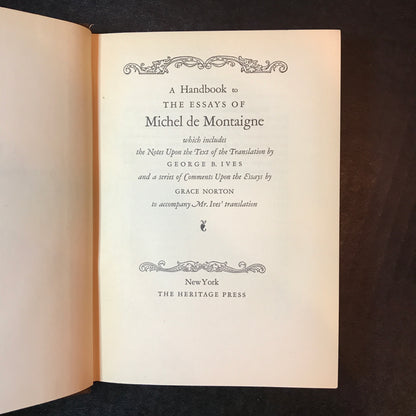 A Handbook to
THE ESSAYS OF
Michel de Montaigne
which includes
the Notes Upon the Text of the Translation by
GEORGE B. IVES
and a series of Comments Upon the Essays by
GRACE NORTON
to accompany Mr. Ives' translation
New York
THE HERITAGE PRESS